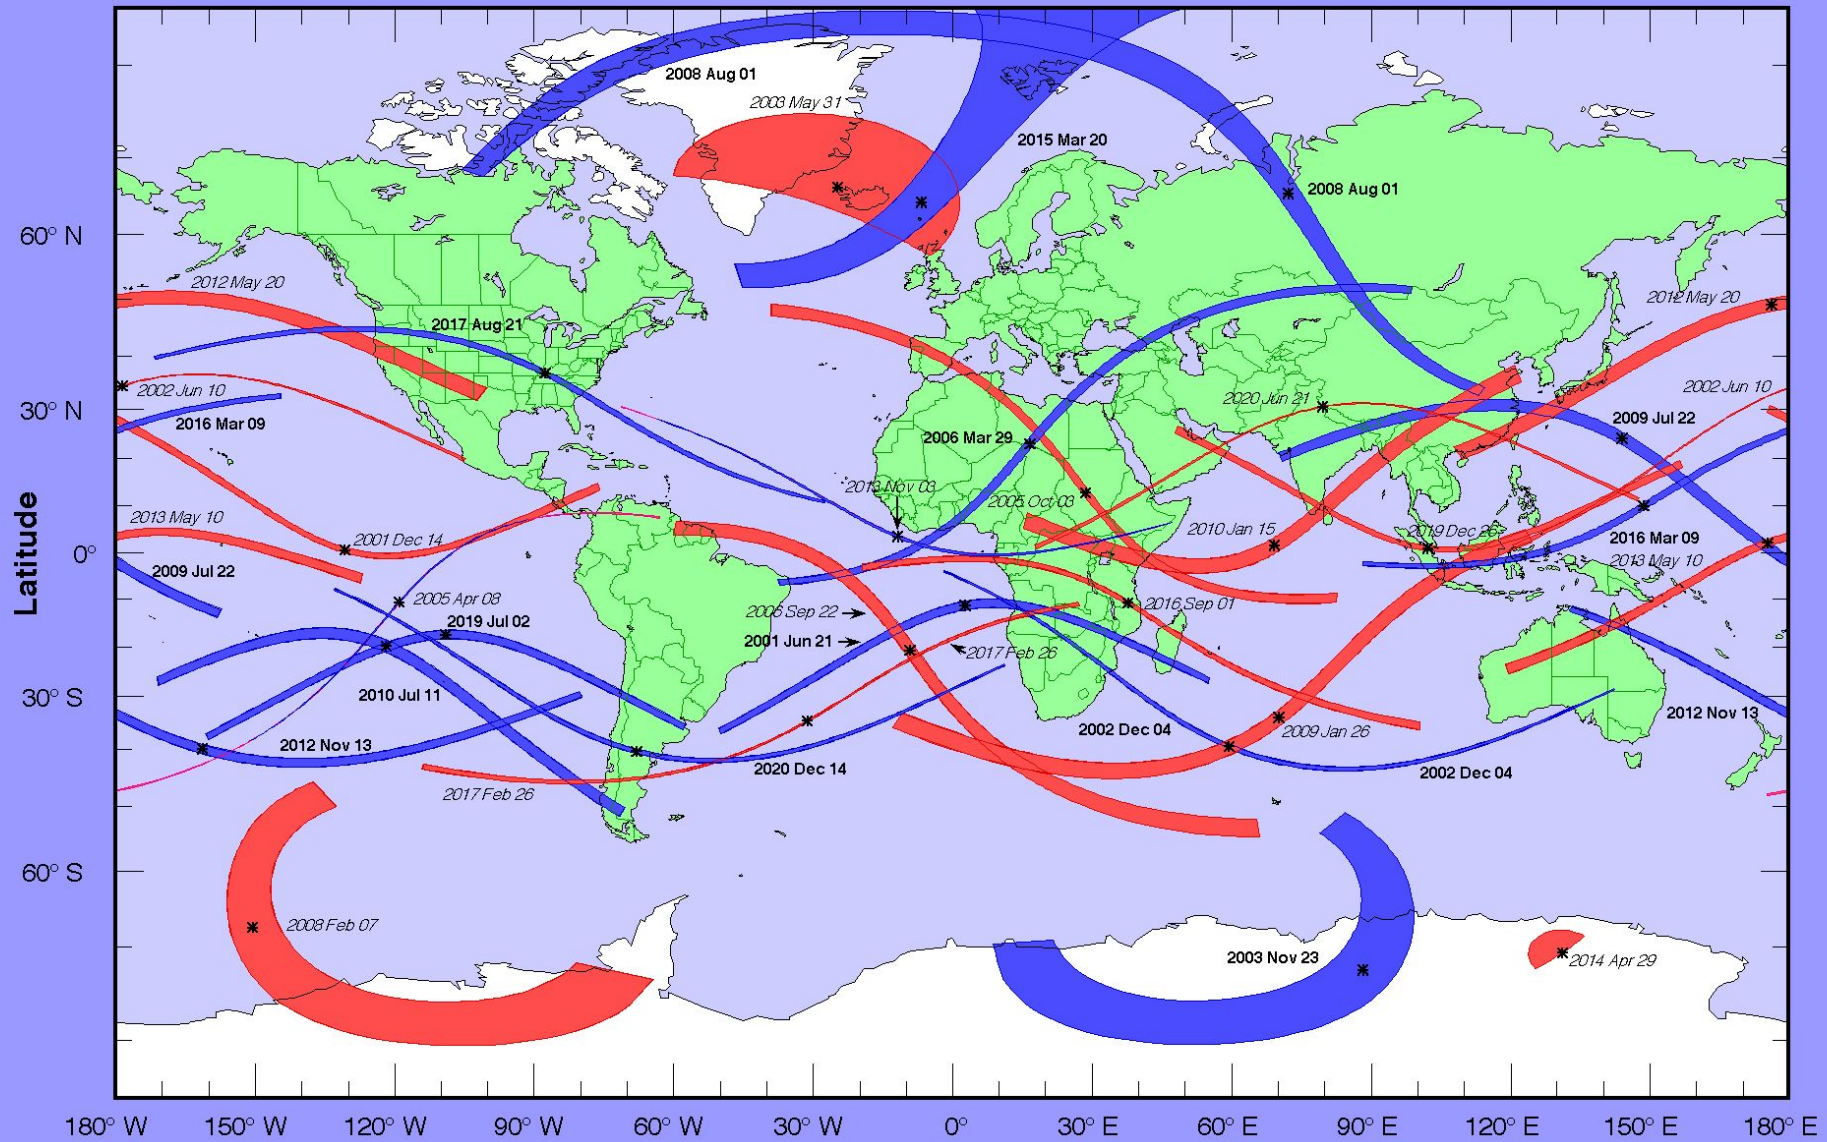 2008 Aug 01
2003 May 31
2015 Mar 20
2008 Aug 01
60° N
2012 May 20
2012 May 20
2017 Aug 21
2002 Jun 10
2002 Jun 10
2020 Jun 21
30° N
2016 Mar 09
2009 Jul 22
2006 Mar 29
2013 Nov 03
2005 Oct 03
2013 May 10
2001 Dec 14
2010 Jan 15
2019 Dec 26
2016 Mar 09
0°
2013 May 10
Latitude
2009 Jul 22
2005 Apr 08
2006 Sep 22
2016 Sep 01
2019 Jul 02
2001 Jun 21
2017 Feb 26
30° S
2010 Jul 11
2012 Nov 13
2002 Dec 04
2009 Jan 26
2012 Nov 13
2020 Dec 14
2002 Dec 04
2017 Feb 26
60° S
2008 Feb 07
2003 Nov 23
2014 Apr 29
180° W 150° W 120° W 90° W 60° W 30° W 0° 30° E 60° E 90° E 120° E 150° E 180° E